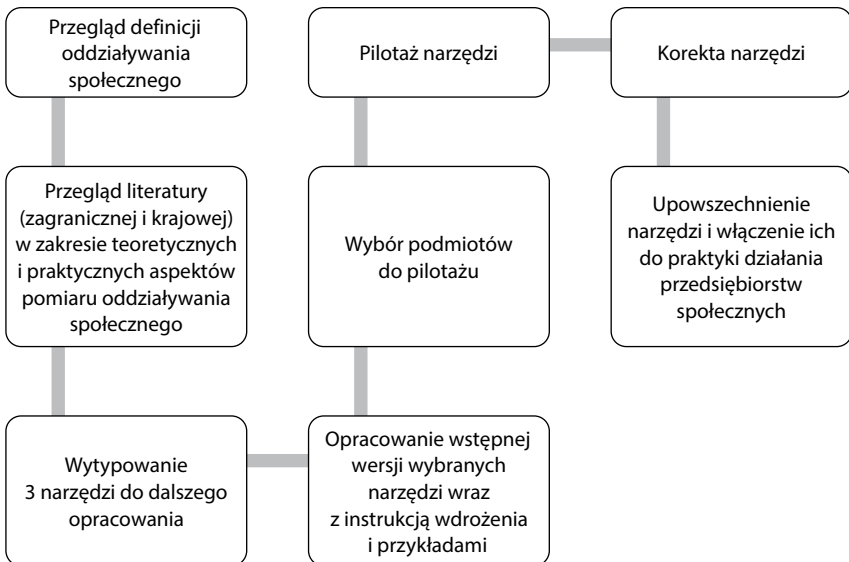 Przegląd definicji
oddziaływania
społecznego
Przegląd literatury
(zagranicznej i krajowej)
w zakresie teoretycznych
i praktycznych aspektów
pomiaru oddziaływania
społecznego
Wytypowanie
3 narzędzi do dalszego
opracowania
Opracowanie wstępnej
wersji wybranych
narzędzi wraz
z instrukcją wdrożenia
i przykładami
Wybór podmiotów
do pilotażu
Pilotaż narzędzi
Korekta narzędzi
Upowszechnienie
narzędzi i włączenie ich
do praktyki działania
przedsiębiorstw
społecznych